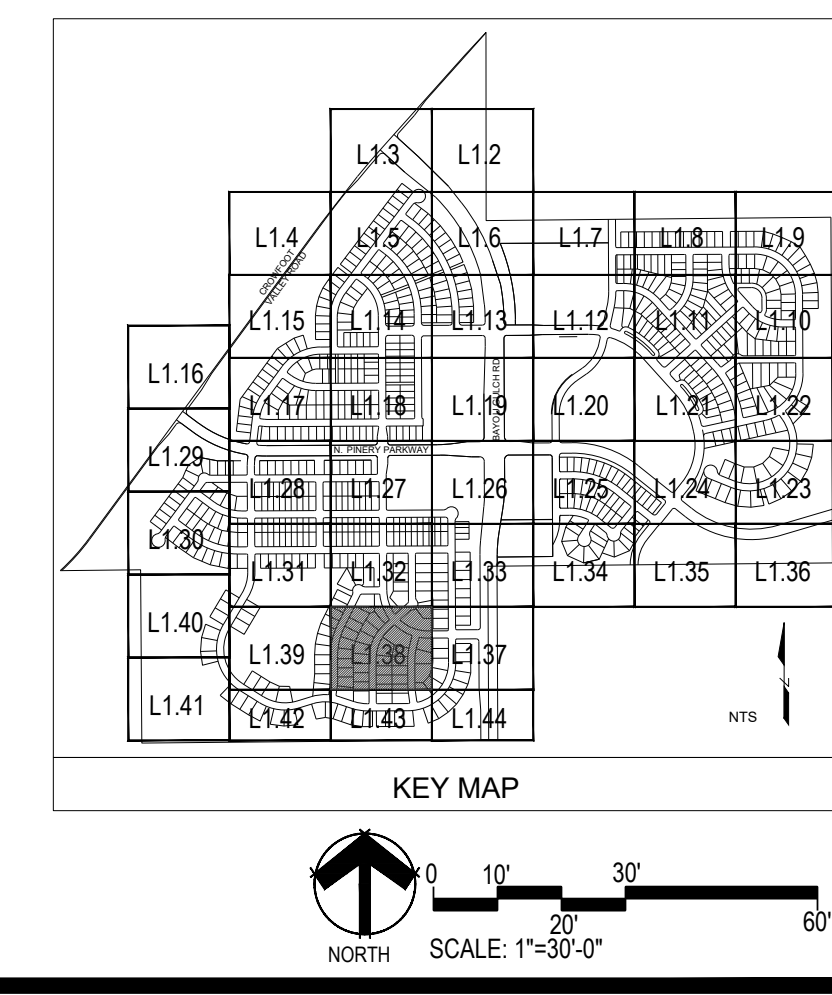 L1.3 L1.2
L1.4 L1.5 L1.6 L1.7 L1.8 L1.9
CROWFOOT
VALLEY ROAD
L1.15 L1.14 L1.13 L1.12 L1.11 L1.10
L1.16
L1.17 L1.18 L1.19 L1.20 L1.21 L1.22
BAYOU GULCH RD
N. PINERY PARKWAY
L1.29
L1.28 L1.27 L1.26 L1.25 L1.24 L1.23
L1.30
L1.31 L1.32 L1.33 L1.34 L1.35 L1.36
L1.40
L1.39 L1.38 L1.37
L1.41
L1.42 L1.43 L1.44
Z
NTS
KEY MAP
0 10' 30'
20' 60'
NORTH
SCALE: 1"=30'-0"